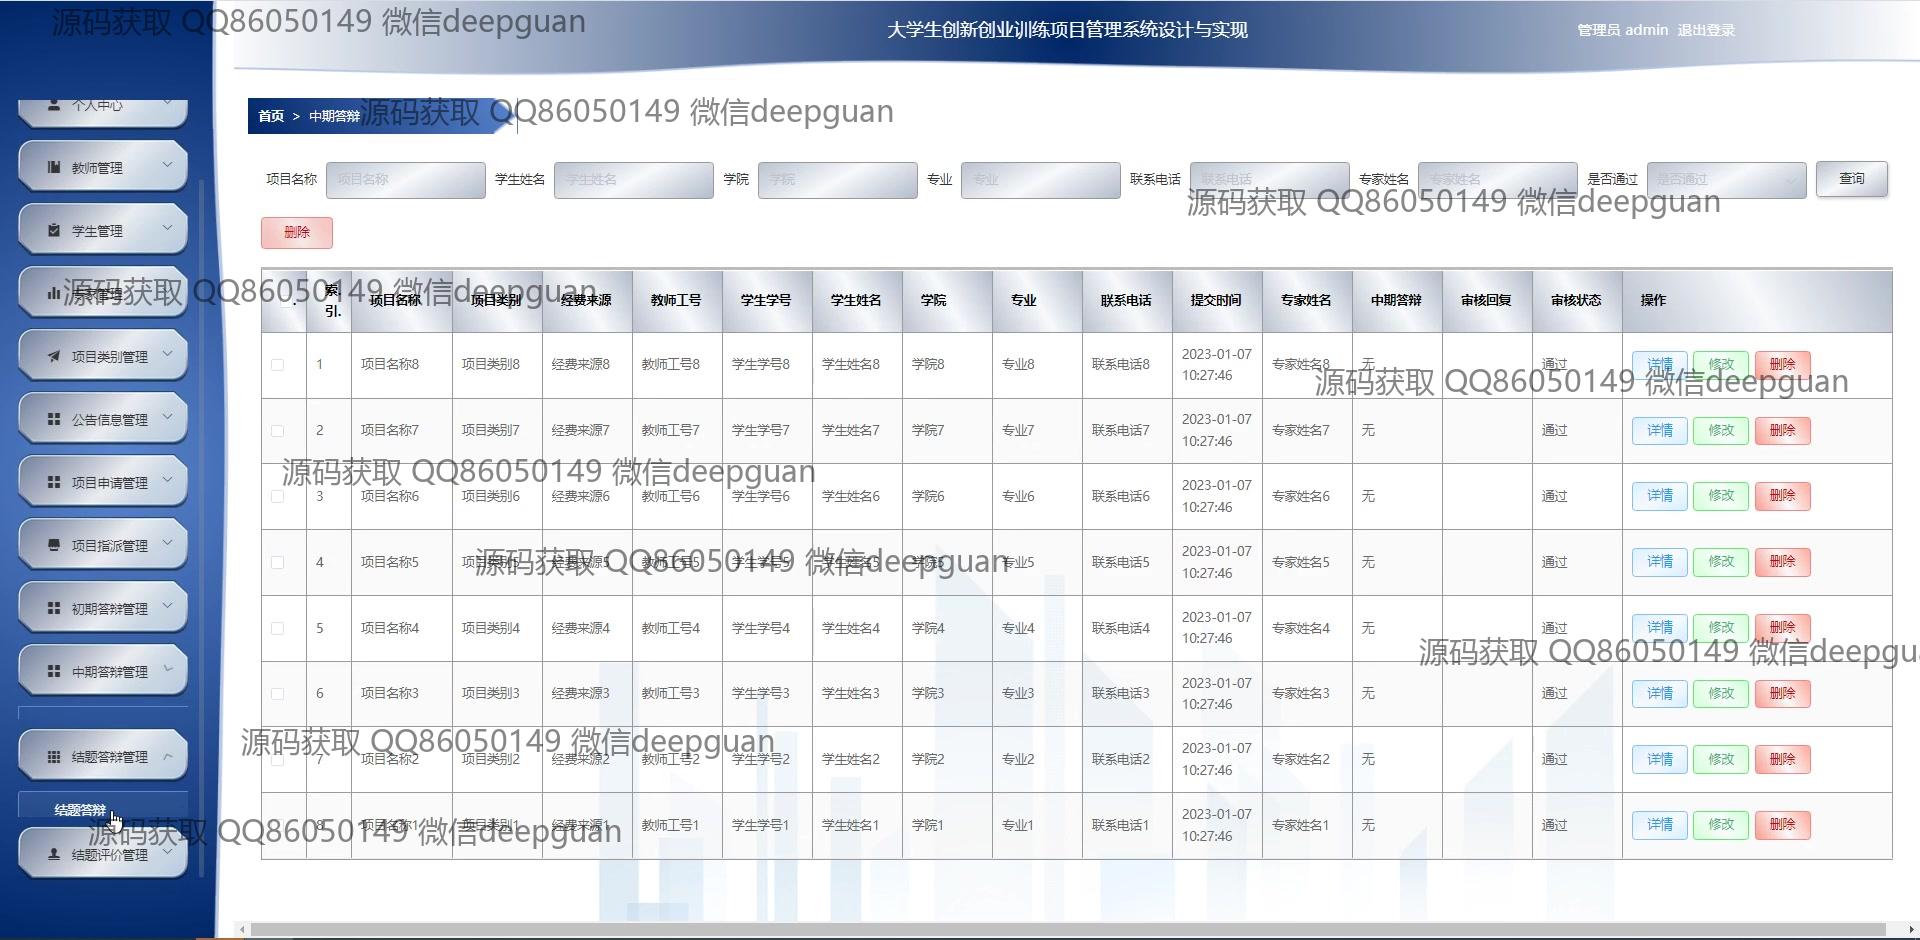 源码获取 QQ86050149 微信deepguan
大学生创新创业训练项目管理系统设计与实现
管理员 admin 退出登录
个人中心
教师管理
学生管理
专家管理
项目类别管理
公告信息管理
项目申请管理
项目指派管理
初期答辩管理
中期答辩管理
结题答辩管理
结题答辩
结题评价管理
首页 > 中期答辩
源码获取 QQ86050149 微信deepguan
项目名称 项目名称 学生姓名 学生姓名 学院 学院 专业 专业 联系电话 联系电话 专家姓名 专家姓名 是否通过 是否通过 查询
源码获取 QQ86050149 微信deepguan
删除
源码获取 QQ86050149 微信deepguan
索引. 项目名称 项目类别 经费来源 教师工号 学生学号 学生姓名 学院 专业 联系电话 提交时间 专家姓名 中期答辩 审核回复 审核状态 操作
1 项目名称8 项目类别8 经费来源8 教师工号8 学生学号8 学生姓名8 学院8 专业8 联系电话8 2023-01-07 10:27:46 专家姓名8 无 通过 详情 修改 删除
源码获取 QQ86050149 微信deepguan
2 项目名称7 项目类别7 经费来源7 教师工号7 学生学号7 学生姓名7 学院7 专业7 联系电话7 2023-01-07 10:27:46 专家姓名7 无 通过 详情 修改 删除
源码获取 QQ86050149 微信deepguan
3 项目名称6 项目类别6 经费来源6 教师工号6 学生学号6 学生姓名6 学院6 专业6 联系电话6 2023-01-07 10:27:46 专家姓名6 无 通过 详情 修改 删除
4 项目名称5 项目类别5 经费来源5 教师工号5 学生学号5 学生姓名5 学院5 专业5 联系电话5 2023-01-07 10:27:46 专家姓名5 无 通过 详情 修改 删除
源码获取 QQ86050149 微信deepguan
5 项目名称4 项目类别4 经费来源4 教师工号4 学生学号4 学生姓名4 学院4 专业4 联系电话4 2023-01-07 10:27:46 专家姓名4 无 通过 详情 修改 删除
源码获取 QQ86050149 微信deepgu
6 项目名称3 项目类别3 经费来源3 教师工号3 学生学号3 学生姓名3 学院3 专业3 联系电话3 2023-01-07 10:27:46 专家姓名3 无 通过 详情 修改 删除
源码获取 QQ86050149 微信deepguan
7 项目名称2 项目类别2 经费来源2 教师工号2 学生学号2 学生姓名2 学院2 专业2 联系电话2 2023-01-07 10:27:46 专家姓名2 无 通过 详情 修改 删除
8 项目名称1 项目类别1 经费来源1 教师工号1 学生学号1 学生姓名1 学院1 专业1 联系电话1 2023-01-07 10:27:46 专家姓名1 无 通过 详情 修改 删除
源码获取 QQ86050149 微信deepguan